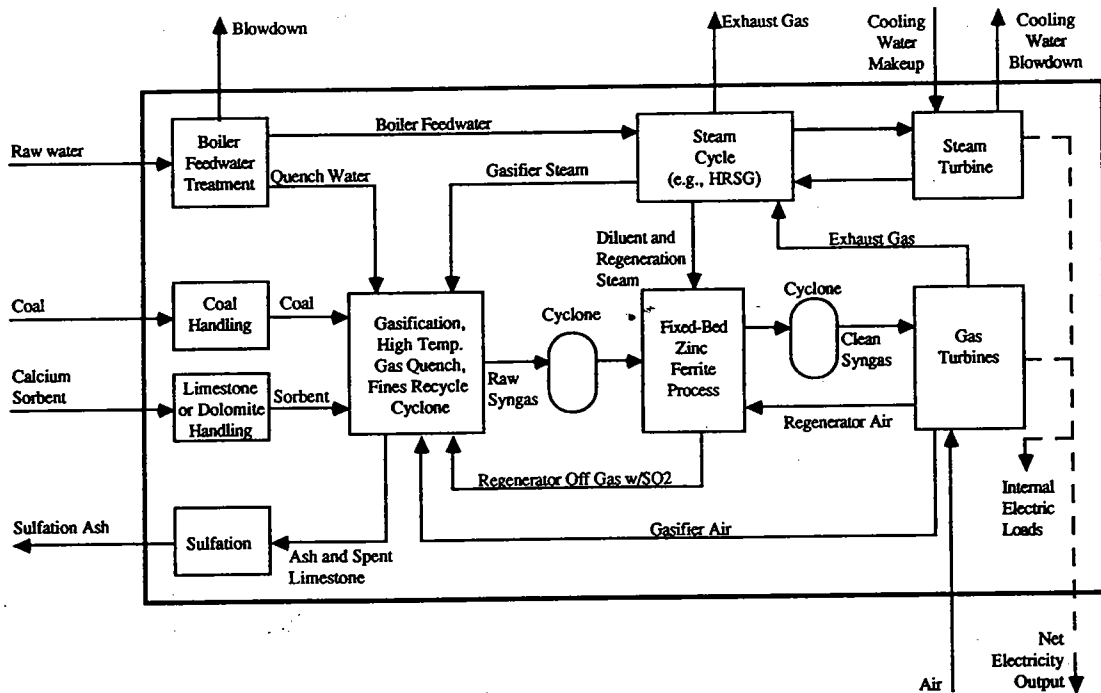 Blowdown
Exhaust Gas
Cooling
Water
Makeup
Cooling
Water
Blowdown
Raw water
Boiler
Feedwater
Treatment
Boiler Feedwater
Quench Water
Gasifier Steam
Steam
Cycle
(e.g., HRSG)
Steam
Turbine
Diluent and
Regeneration
Steam
Exhaust Gas
Coal
Coal
Handling
Coal
Calcium
Sorbent
Limestone
or Dolomite
Handling
Sorbent
Gasification,
High Temp.
Gas Quench,
Fines Recycle
Cyclone
Cyclone
Raw
Syngas
Fixed-Bed
Zinc
Ferrite
Process
Cyclone
Clean
Syngas
Gas
Turbines
Regenerator Air
Regenerator Off Gas w/SO2
Gasifier Air
Internal
Electric
Loads
Sulfation Ash
Sulfation
Ash and Spent
Limestone
Air
Net
Electricity
Output